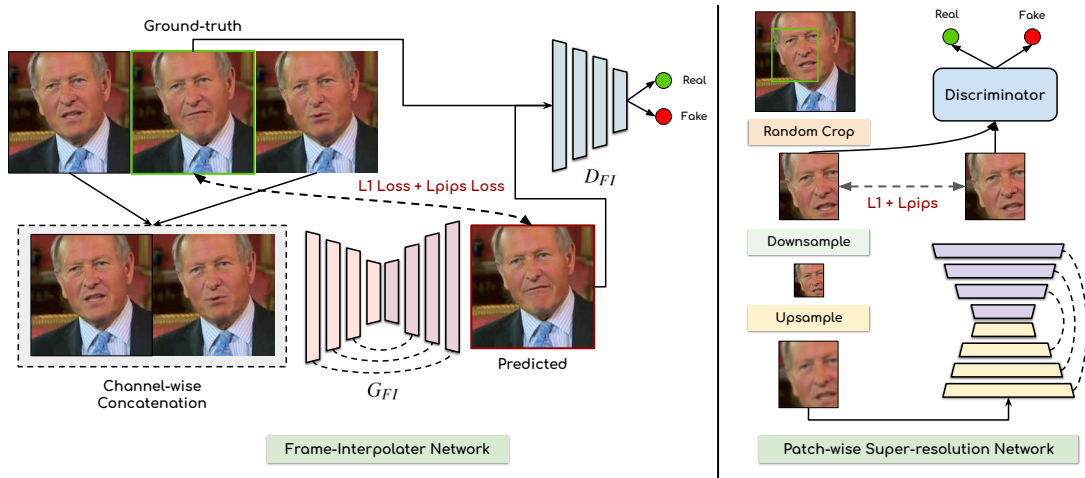 Ground-truth
Real
Fake
D_FI
L1 Loss + Lpips Loss
Channel-wise
Concatenation
G_FI
Predicted
Frame-Interpolater Network
Real
Fake
Discriminator
Random Crop
L1 + Lpips
Downsample
Upsample
Patch-wise Super-resolution Network